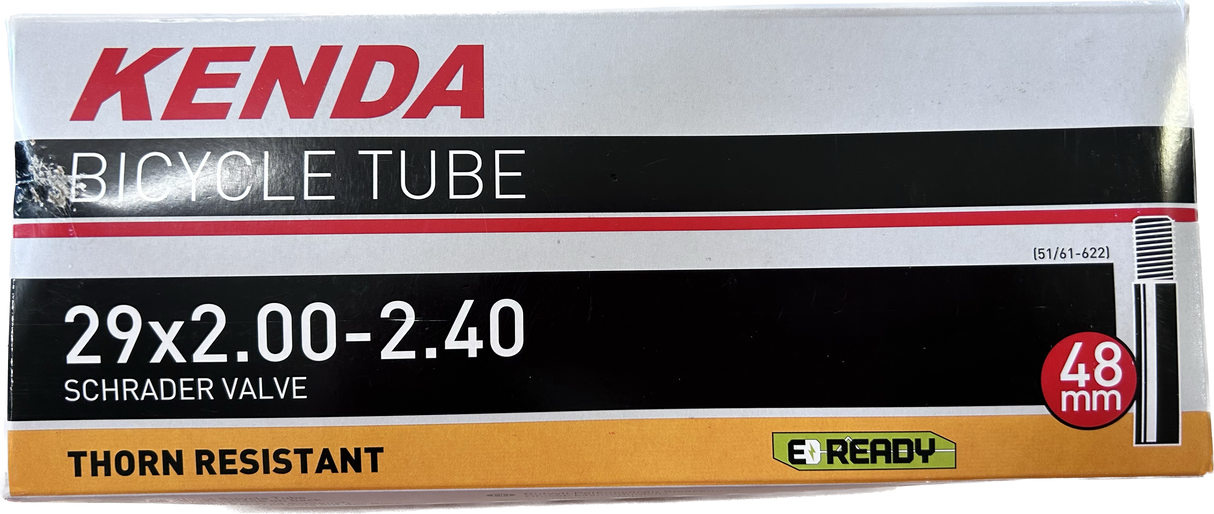 KENDA
BICYCLE TUBE
(51/61-622)
29x2.00-2.40
SCHRADER VALVE
48
mm
THORN RESISTANT
E READY